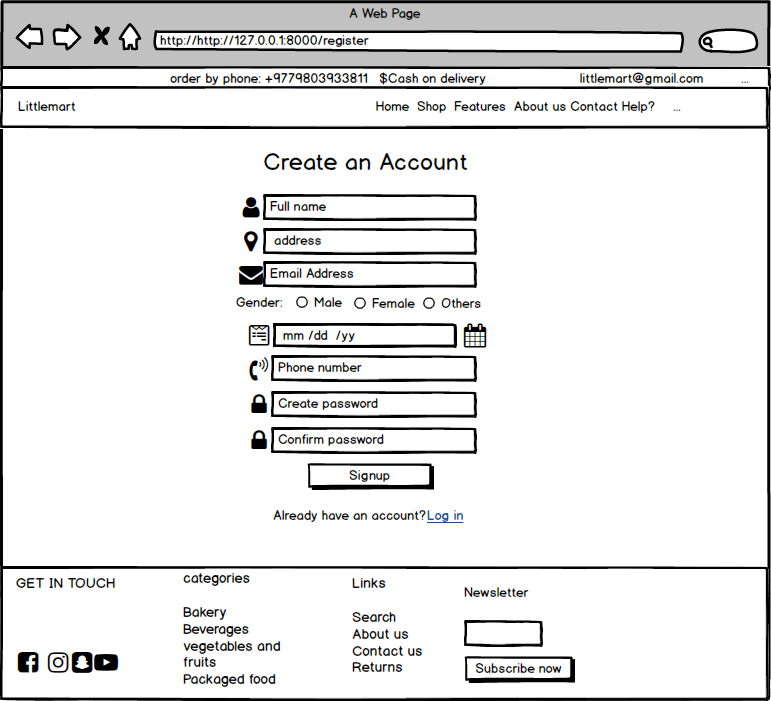 A Web Page
http://http://127.0.0.1:8000/register
order by phone: +9779803933811 $Cash on delivery littlemart@gmail.com ...
Littlemart Home Shop Features About us Contact Help? ...
Create an Account
Full name
address
Email Address
Gender: Male Female Others
mm /dd /yy
Phone number
Create password
Confirm password
Signup
Already have an account?Log in
GET IN TOUCH
categories
Bakery
Beverages
vegetables and
fruits
Packaged food
Links
Search
About us
Contact us
Returns
Newsletter
Subscribe now